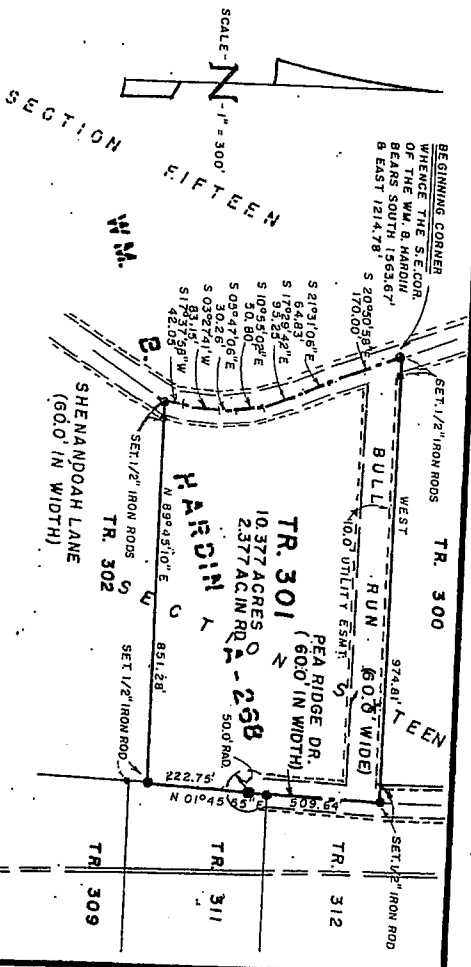 BEGINNING CORNER
WHENCE THE S.E.COR.
OF THE WM. B. HARDIN
BEARS SOUTH 1563.67'
& EAST 1214.78'
SCALE - 1" = 300'
N
SECTION FIFTEEN
WM. B. HARDIN A-268
SECTION SIXTEEN
SET. 1/2" IRON RODS
TR. 300
WEST 974.81'
BULL RUN (60.0' WIDE)
10.0' UTILITY ESMT.
SET. 1/2" IRON ROD
S 20°50'58"E
170.00'
S 21°31'06"E
64.83'
S 17°29'42"E
95.25'
S 10°55'02"E
50.80'
S 05°47'06"E
30.26'
S 03°27'41"W
83.15'
S 17°37'58"W
42.05'
TR. 301
10.377 ACRES
2.377 AC. IN RD.
PEA RIDGE DR.
(60.0' IN WIDTH)
50.0' RAD.
N 01°45'55"E
222.75'
509.64'
TR. 312
TR. 311
TR. 309
N 89°45'10"E
851.28'
SET. 1/2" IRON RODS
SET 1/2" IRON ROD
TR. 302
SHENANDOAH LANE
(60.0' IN WIDTH)